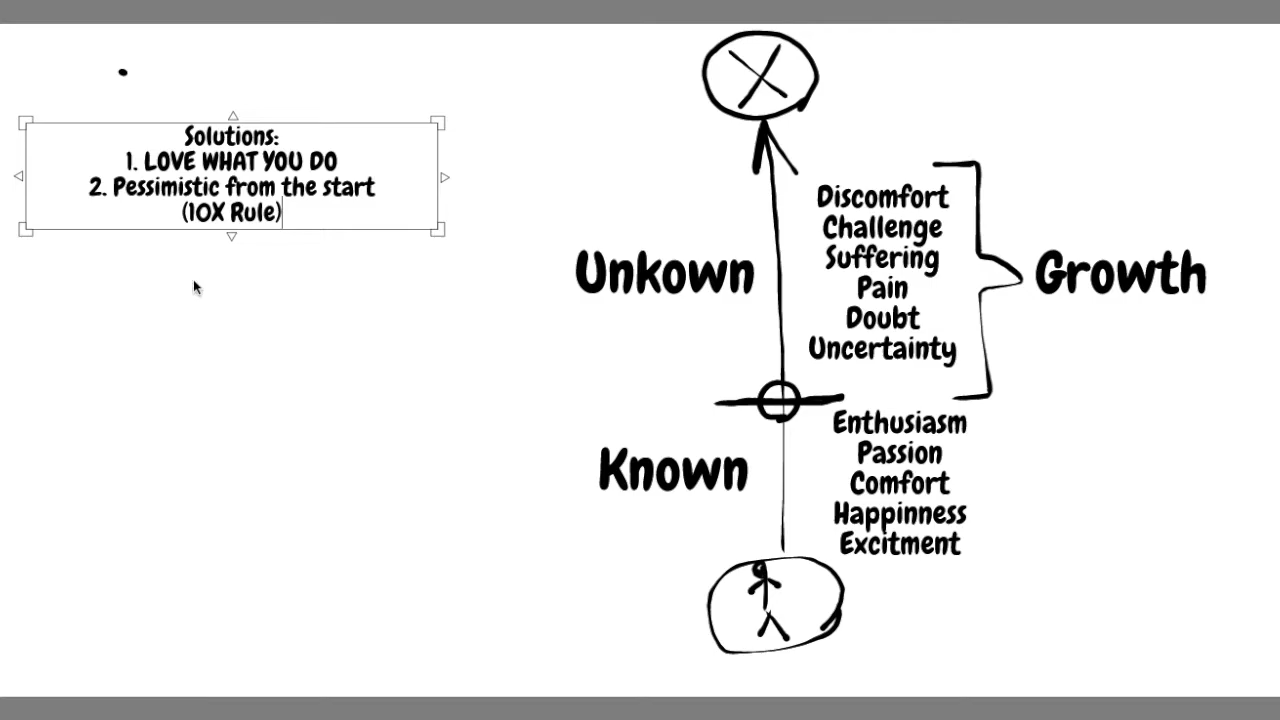 Solutions:
1. LOVE WHAT YOU DO
2. Pessimistic from the start
(10X Rule)
Unkown
Discomfort
Challenge
Suffering
Pain
Doubt
Uncertainty
Growth
Known
Enthusiasm
Passion
Comfort
Happinness
Excitment